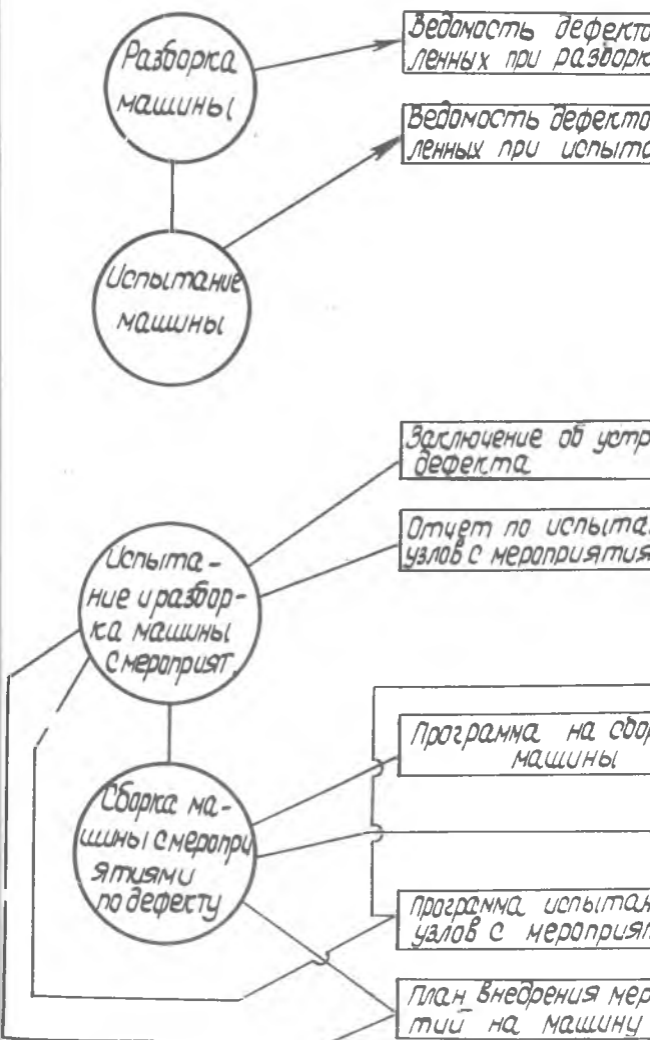 Разборка
машины
Ведомость дефекто
ленных при разборк
Ведомость дефекто
ленных при испыта
Испытание
машины
Заключение об устр
дефекта
Отчет по испыта
узлов с мероприятия
Испыта-
ние и разбор-
ка машины
с мероприят.
Программа на сбор
машины
Сборка ма-
шины с меропри
ятиями
по дефекту
Программа испытан
узлов с мероприят
План внедрения мер
тий на машину